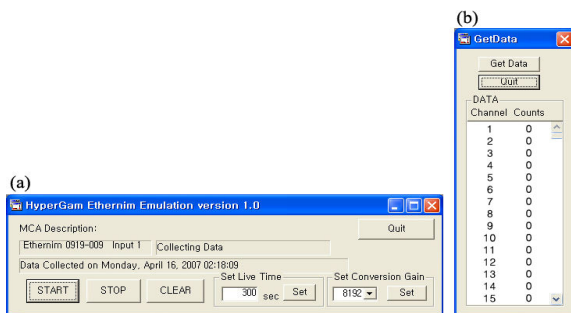 (b)
GetData
Get Data
Quit
DATA
Channel Counts
1 0
2 0
3 0
4 0
5 0
6 0
7 0
8 0
9 0
10 0
11 0
12 0
13 0
14 0
15 0
(a)
HyperGam Ethernim Emulation version 1.0
MCA Description:
Quit
Ethernim 0919-009 Input 1 Collecting Data
Data Collected on Monday, April 16, 2007 02:18:09
Set Live Time Set Conversion Gain
START STOP CLEAR 300 sec Set 8192 Set